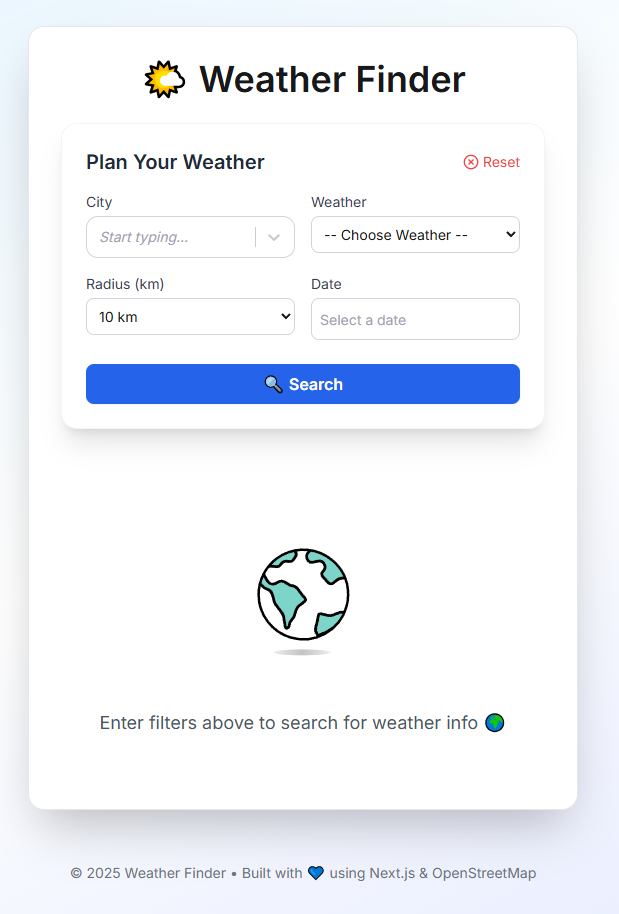 Weather Finder
Plan Your Weather
Reset
City
Weather
Start typing...
-- Choose Weather --
Radius (km)
Date
10 km
Select a date
Search
Enter filters above to search for weather info
© 2025 Weather Finder • Built with 💙 using Next.js & OpenStreetMap